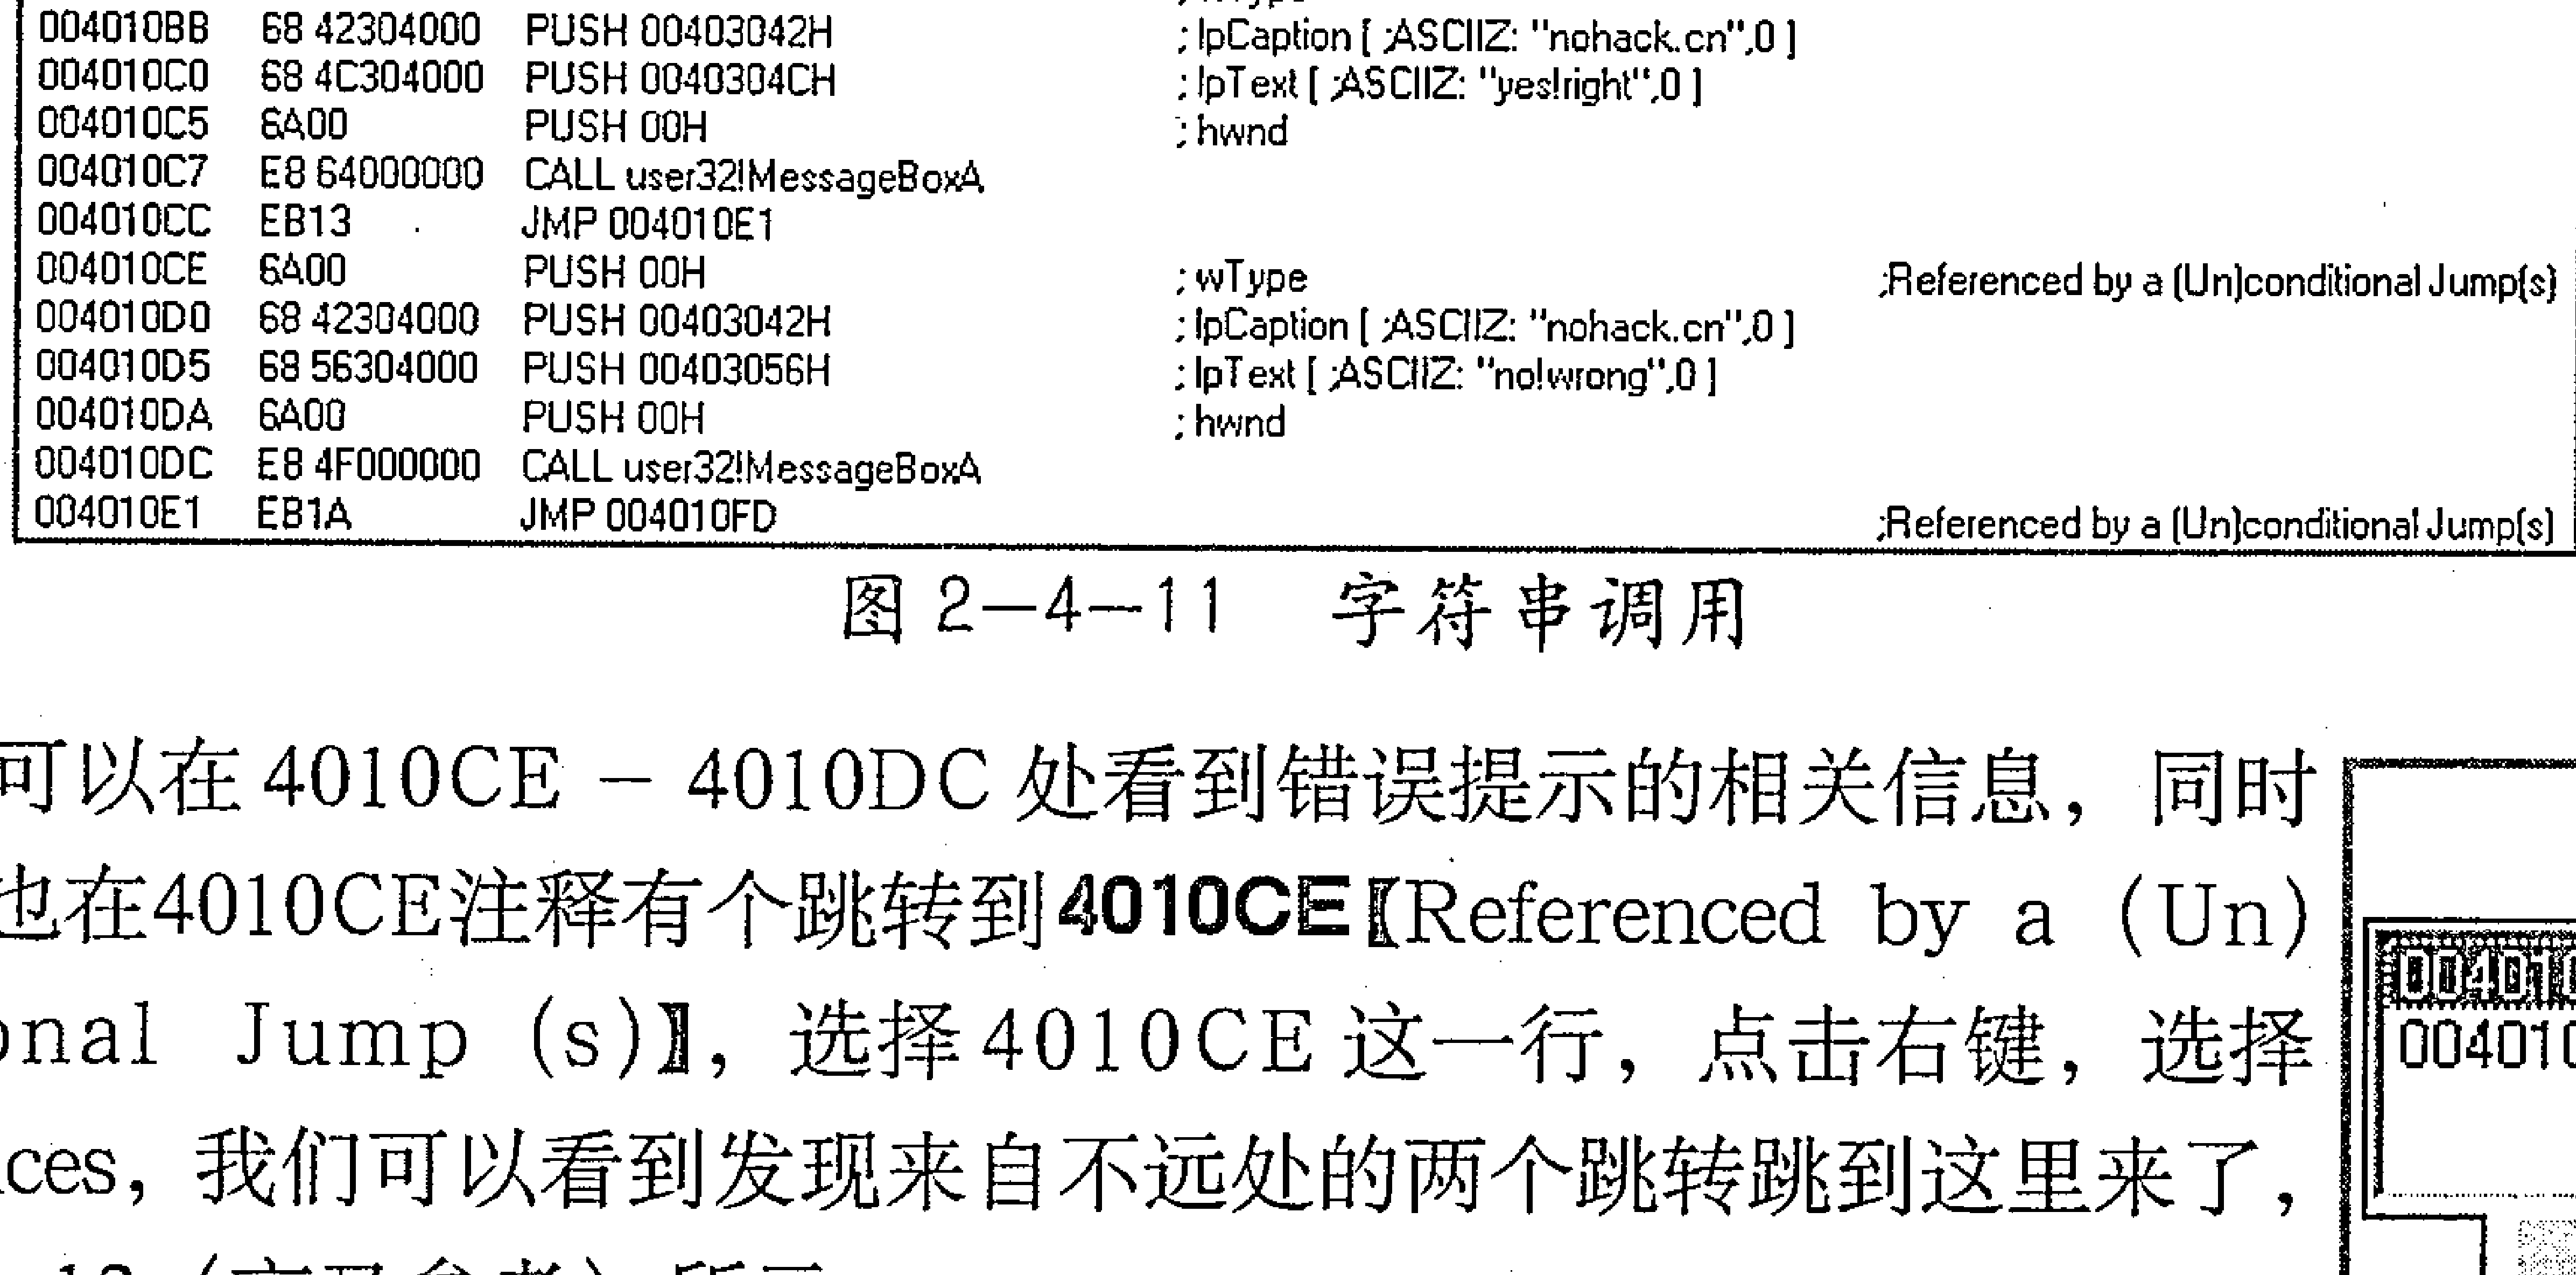 ; wType
004010BB 68 42304000 PUSH 00403042H ; lpCaption [ ;ASCIIZ: "nohack.cn",0 ]
004010C0 68 4C304000 PUSH 0040304CH ; lpText [ ;ASCIIZ: "yes!right",0 ]
004010C5 6A00 PUSH 00H ; hwnd
004010C7 E8 64000000 CALL user32!MessageBoxA
004010CC EB13 JMP 004010E1
004010CE 6A00 PUSH 00H ; wType ;Referenced by a (Un)conditional Jump(s)
004010D0 68 42304000 PUSH 00403042H ; lpCaption [ ;ASCIIZ: "nohack.cn",0 ]
004010D5 68 56304000 PUSH 00403056H ; lpText [ ;ASCIIZ: "no!wrong",0 ]
004010DA 6A00 PUSH 00H ; hwnd
004010DC E8 4F000000 CALL user32!MessageBoxA
004010E1 EB1A JMP 004010FD ;Referenced by a (Un)conditional Jump(s)
图 2-4-11 字符串调用
可以在 4010CE - 4010DC 处看到错误提示的相关信息，同时
也在4010CE注释有个跳转到4010CE〖Referenced by a (Un)
onal Jump (s)〗，选择 4010CE 这一行，点击右键，选择
ces，我们可以看到发现来自不远处的两个跳转跳到这里来了，
004010
004010